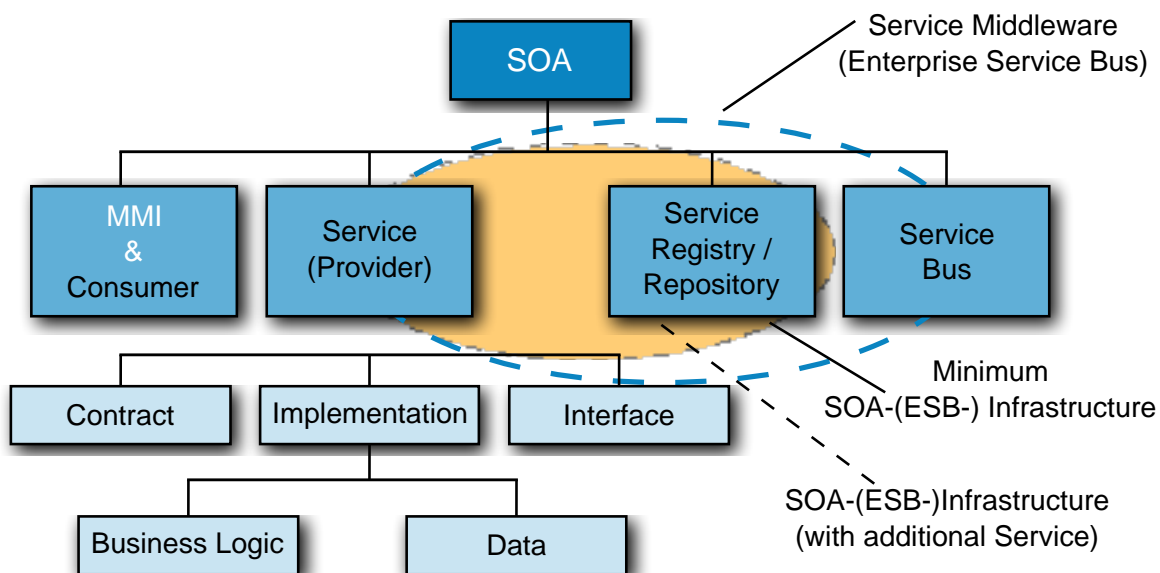 Service Middleware
(Enterprise Service Bus)
SOA
MMI
&
Consumer
Service
(Provider)
Service
Registry /
Repository
Service
Bus
Minimum
SOA-(ESB-) Infrastructure
Contract
Implementation
Interface
SOA-(ESB-)Infrastructure
(with additional Service)
Business Logic
Data